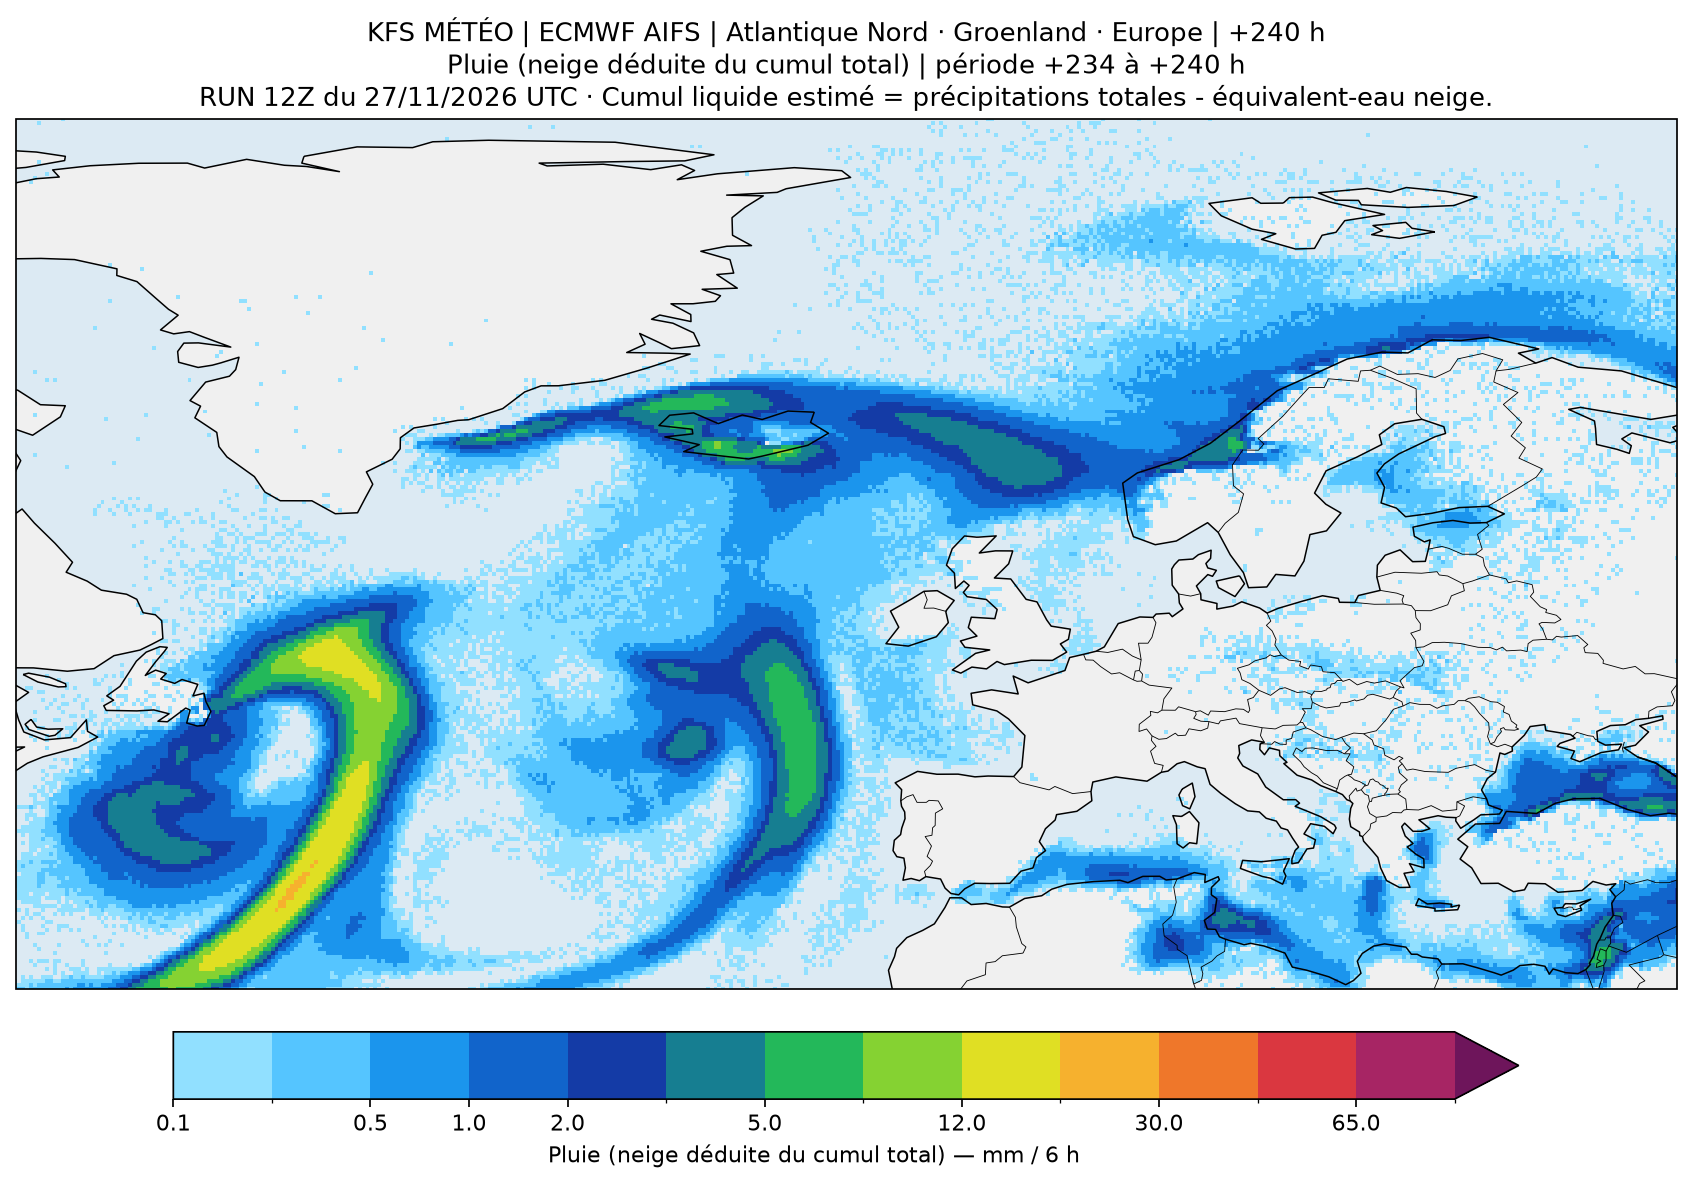 KFS MÉTÉO | ECMWF AIFS | Atlantique Nord · Groenland · Europe | +240 h
Pluie (neige déduite du cumul total) | période +234 à +240 h
RUN 12Z du 27/11/2026 UTC · Cumul liquide estimé = précipitations totales - équivalent-eau neige.
0.1 0.5 1.0 2.0 5.0 12.0 30.0 65.0
Pluie (neige déduite du cumul total) — mm / 6 h